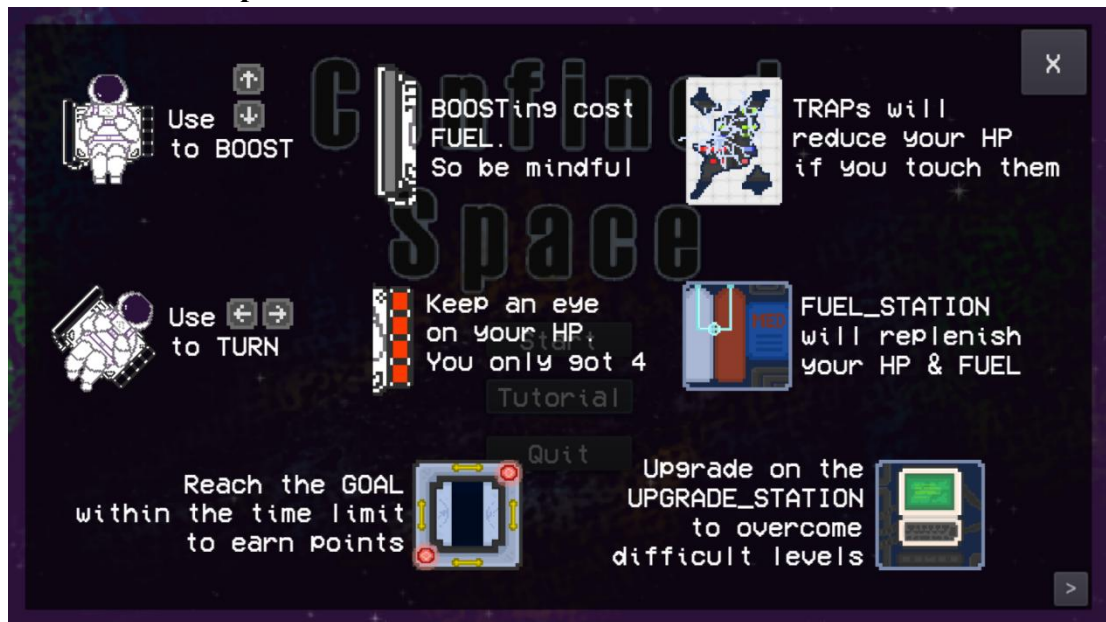 Confined
Space
Use ↑
↓
to BOOST
BOOSTing cost
FUEL.
So be mindful
TRAPs will
reduce your HP
if you touch them
Use ← →
to TURN
Keep an eye
on your HP.
You only got 4
FUEL_STATION
will replenish
your HP & FUEL
MED
Start
Tutorial
Quit
Reach the GOAL
within the time limit
to earn points
Upgrade on the
UPGRADE_STATION
to overcome
difficult levels
X
>